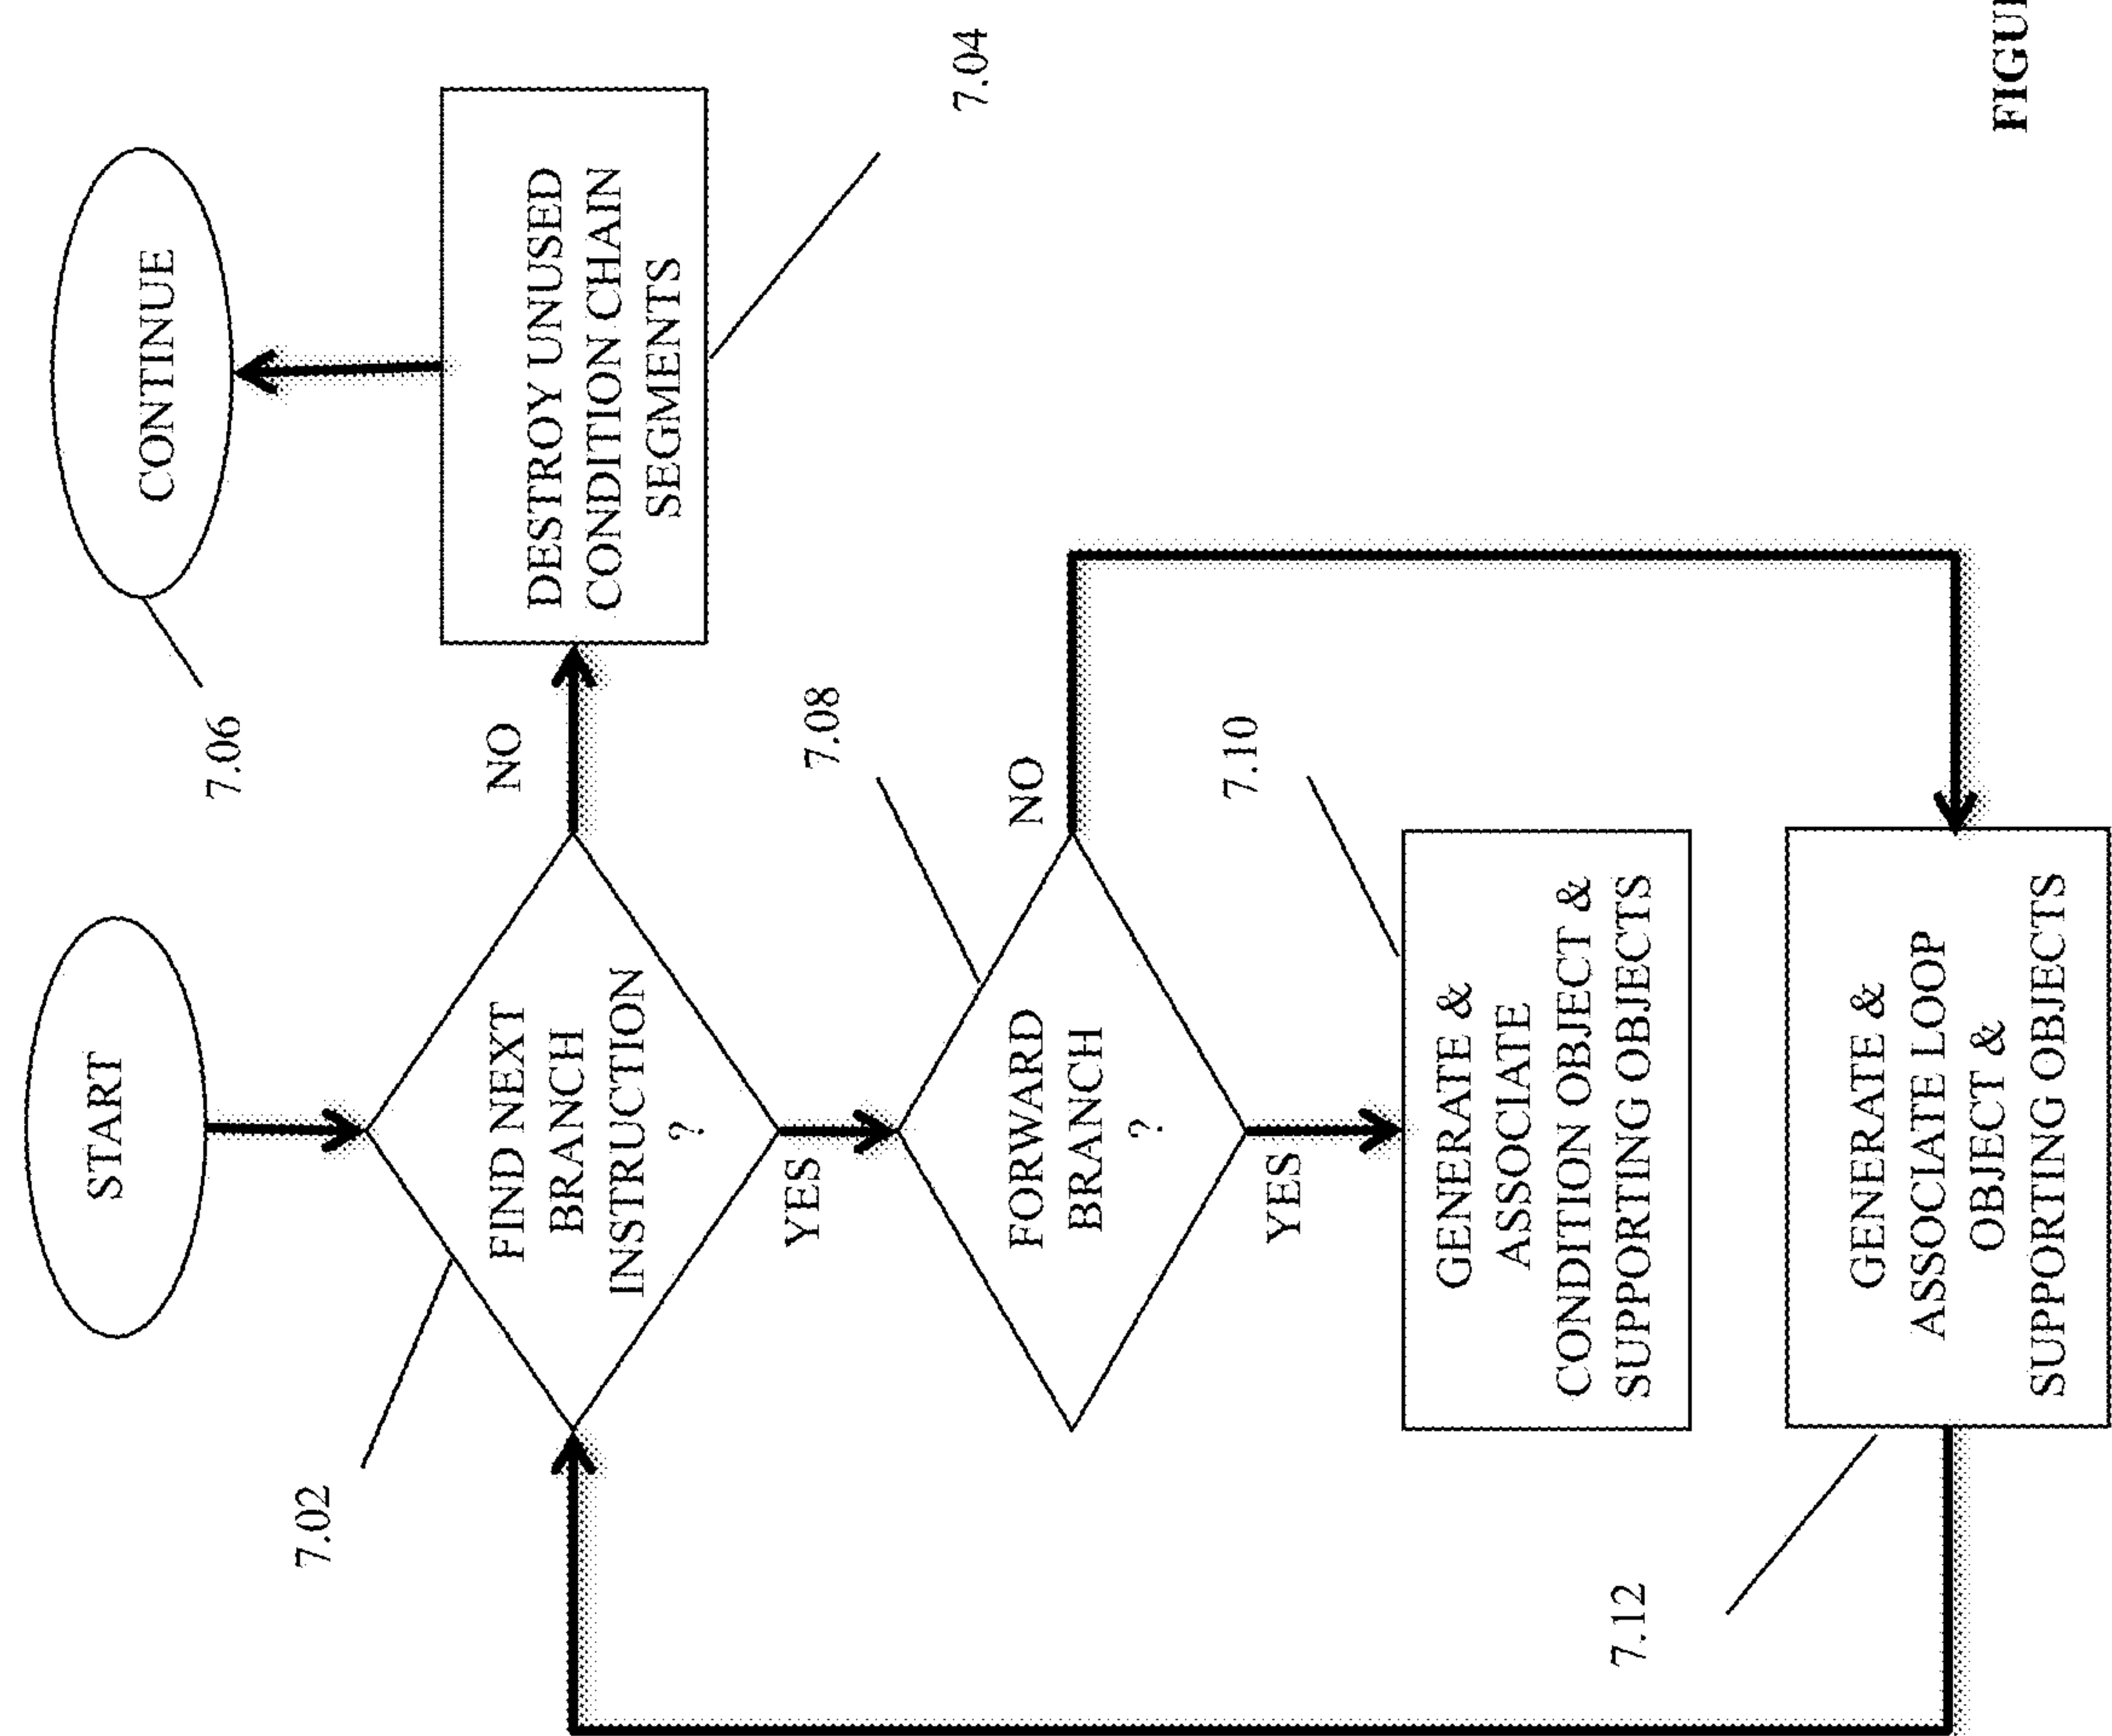 START
7.02
FIND NEXT
BRANCH
INSTRUCTION
?
NO
YES
CONTINUE
7.06
DESTROY UNUSED
CONDITION CHAIN
SEGMENTS
7.04
FORWARD
BRANCH
?
7.08
NO
YES
GENERATE &
ASSOCIATE
CONDITION OBJECT &
SUPPORTING OBJECTS
7.10
GENERATE &
ASSOCIATE LOOP
OBJECT &
SUPPORTING OBJECTS
7.12